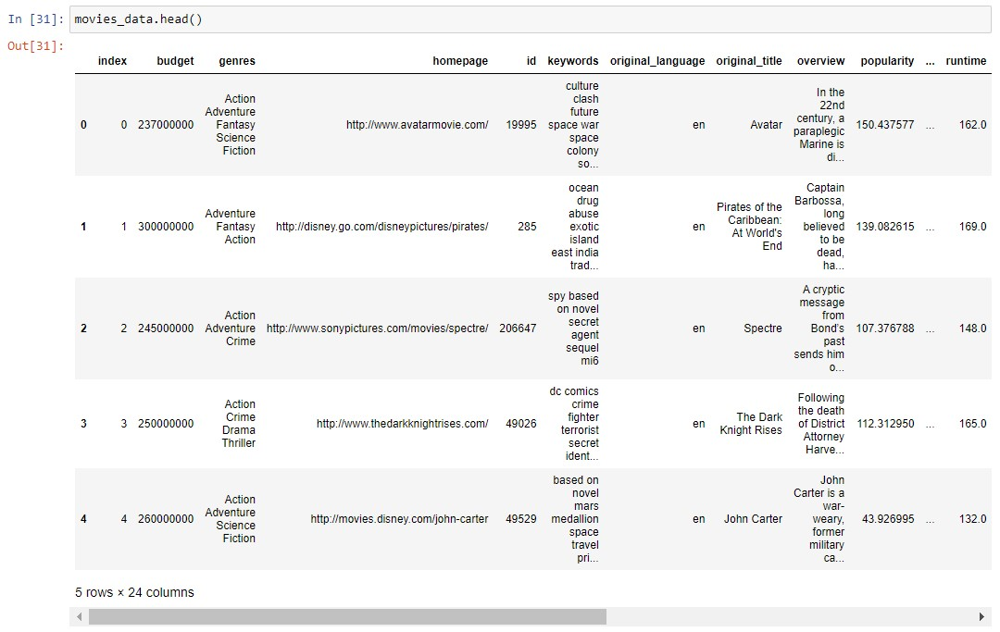 In [31]: movies_data.head()
Out[31]:
index budget genres homepage id keywords original_language original_title overview popularity ... runtime
0 0 237000000 Action Adventure Fantasy Science Fiction http://www.avatarmovie.com/ 19995 culture clash future space war space colony so... en Avatar In the 22nd century, a paraplegic Marine is di... 150.437577 ... 162.0
1 1 300000000 Adventure Fantasy Action http://disney.go.com/disneypictures/pirates/ 285 ocean drug abuse exotic island east india trad... en Pirates of the Caribbean: At World's End Captain Barbossa, long believed to be dead, ha... 139.082615 ... 169.0
2 2 245000000 Action Adventure Crime http://www.sonypictures.com/movies/spectre/ 206647 spy based on novel secret agent sequel mi6 en Spectre A cryptic message from Bond's past sends him o... 107.376788 ... 148.0
3 3 250000000 Action Crime Drama Thriller http://www.thedarkknightrises.com/ 49026 dc comics crime fighter terrorist secret ident... en The Dark Knight Rises Following the death of District Attorney Harve... 112.312950 ... 165.0
4 4 260000000 Action Adventure Science Fiction http://movies.disney.com/john-carter 49529 based on novel mars medallion space travel pri... en John Carter John Carter is a war-weary, former military ca... 43.926995 ... 132.0
5 rows × 24 columns